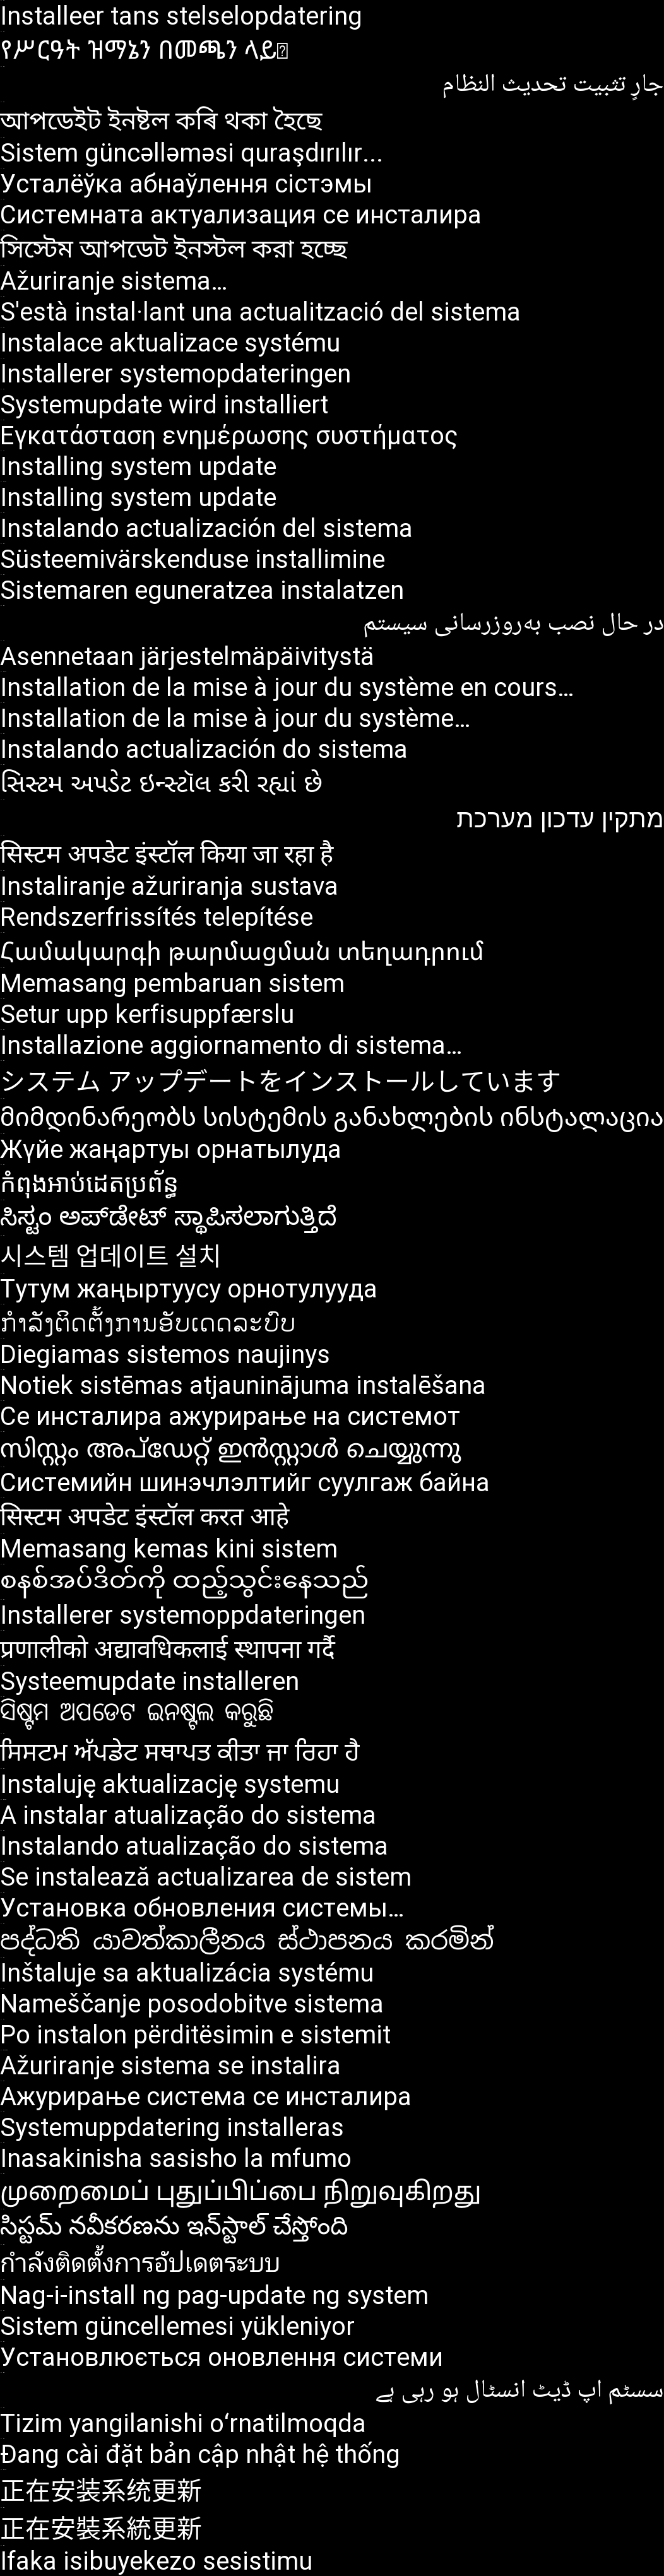 Installeer tans stelselopdatering
የሥርዓት ዝማኔን በመጫን ላይ
جارٍ تثبيت تحديث النظام
আপডেইট ইনষ্টল কৰি থকা হৈছে
Sistem güncəlləməsi quraşdırılır...
Усталёўка абнаўлення сістэмы
Системната актуализация се инсталира
সিস্টেম আপডেট ইনস্টল করা হচ্ছে
Ažuriranje sistema…
S'està instal·lant una actualització del sistema
Instalace aktualizace systému
Installerer systemopdateringen
Systemupdate wird installiert
Εγκατάσταση ενημέρωσης συστήματος
Installing system update
Installing system update
Instalando actualización del sistema
Süsteemivärskenduse installimine
Sistemaren eguneratzea instalatzen
در حال نصب به‌روزرسانی سیستم
Asennetaan järjestelmäpäivitystä
Installation de la mise à jour du système en cours…
Installation de la mise à jour du système…
Instalando actualización do sistema
સિસ્ટમ અપડેટ ઇન્સ્ટૉલ કરી રહ્યાં છે
מתקין עדכון מערכת
सिस्टम अपडेट इंस्टॉल किया जा रहा है
Instaliranje ažuriranja sustava
Rendszerfrissítés telepítése
Համակարգի թարմացման տեղադրում
Memasang pembaruan sistem
Setur upp kerfisuppfærslu
Installazione aggiornamento di sistema…
システム アップデートをインストールしています
მიმდინარეობს სისტემის განახლების ინსტალაცია
Жүйе жаңартуы орнатылуда
កំពុងអាប់ដេតប្រព័ន្ធ
ಸಿಸ್ಟಂ ಅಪ್‌ಡೇಟ್‌ ಸ್ಥಾಪಿಸಲಾಗುತ್ತಿದೆ
시스템 업데이트 설치
Тутум жаңыртуусу орнотулууда
ກຳລັງຕິດຕັ້ງການອັບເດດລະບົບ
Diegiamas sistemos naujinys
Notiek sistēmas atjauninājuma instalēšana
Се инсталира ажурирање на системот
സിസ്റ്റം അപ്ഡേറ്റ് ഇൻസ്റ്റാൾ ചെയ്യുന്നു
Системийн шинэчлэлтийг суулгаж байна
सिस्टम अपडेट इंस्टॉल करत आहे
Memasang kemas kini sistem
စနစ်အပ်ဒိတ်ကို ထည့်သွင်းနေသည်
Installerer systemoppdateringen
प्रणालीको अद्यावधिकलाई स्थापना गर्दै
Systeemupdate installeren
ସିଷ୍ଟମ ଅପଡେଟ ଇନଷ୍ଟଲ କରୁଛି
ਸਿਸਟਮ ਅੱਪਡੇਟ ਸਥਾਪਤ ਕੀਤਾ ਜਾ ਰਿਹਾ ਹੈ
Instaluję aktualizację systemu
A instalar atualização do sistema
Instalando atualização do sistema
Se instalează actualizarea de sistem
Установка обновления системы…
පද්ධති යාවත්කාලීනය ස්ථාපනය කරමින්
Inštaluje sa aktualizácia systému
Nameščanje posodobitve sistema
Po instalon përditësimin e sistemit
Ažuriranje sistema se instalira
Ажурирање система се инсталира
Systemuppdatering installeras
Inasakinisha sasisho la mfumo
முறைமைப் புதுப்பிப்பை நிறுவுகிறது
సిస్టమ్ నవీకరణను ఇన్‍స్టాల్ చేస్తోంది
กำลังติดตั้งการอัปเดตระบบ
Nag-i-install ng pag-update ng system
Sistem güncellemesi yükleniyor
Установлюється оновлення системи
سسٹم اپ ڈیٹ انسٹال ہو رہی ہے
Tizim yangilanishi o‘rnatilmoqda
Đang cài đặt bản cập nhật hệ thống
正在安装系统更新
正在安裝系統更新
Ifaka isibuyekezo sesistimu